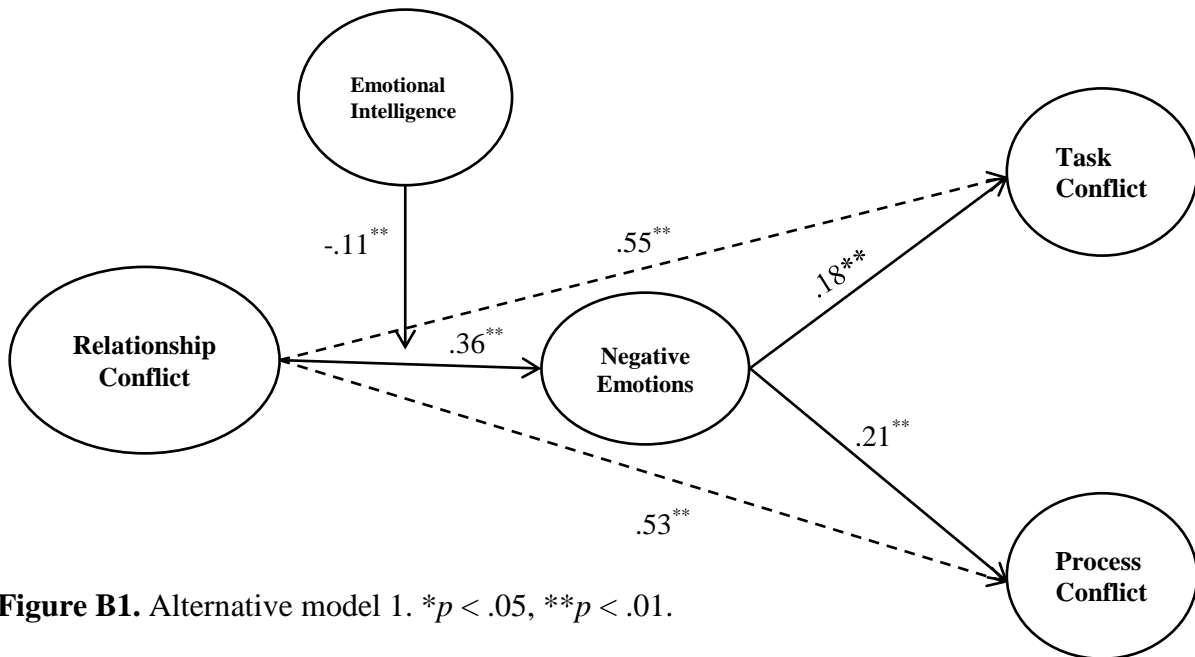 Emotional
Intelligence
Task
Conflict
-.11**
.55**
.18**
Relationship
Conflict
.36**
Negative
Emotions
.21**
.53**
Process
Conflict
Figure B1. Alternative model 1. *p < .05, **p < .01.